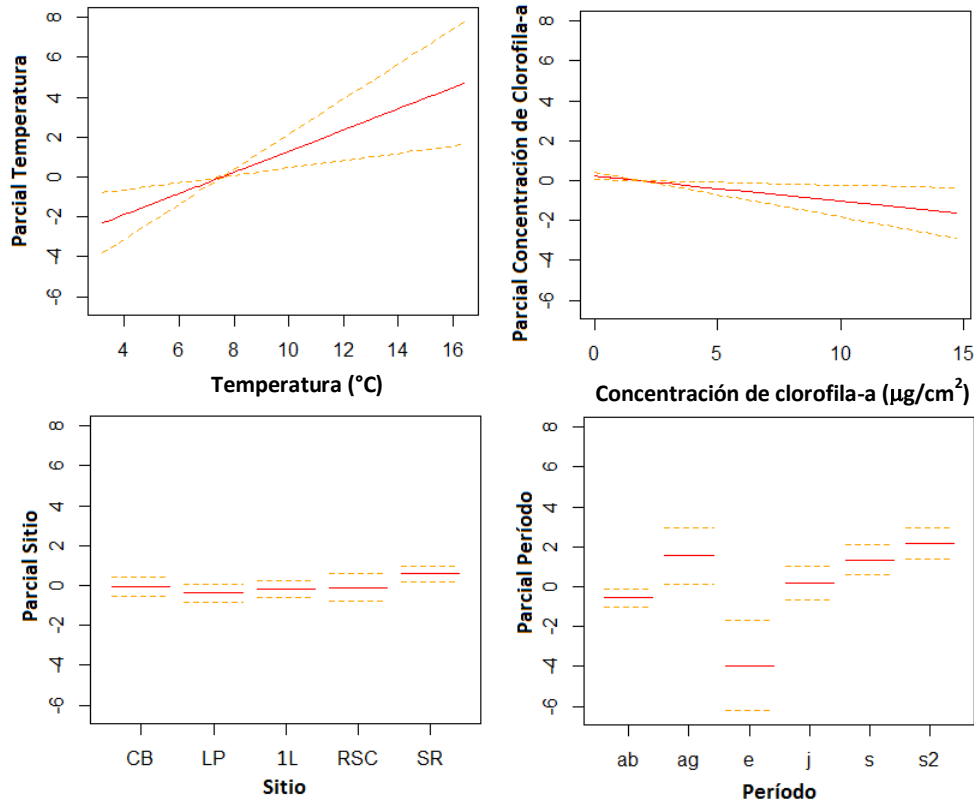 Parcial Temperatura
8
6
4
2
0
-2
-4
-6
4 6 8 10 12 14 16
Temperatura (°C)
Parcial Concentración de Clorofila-a
8
6
4
2
0
-2
-4
-6
0 5 10 15
Concentración de clorofila-a (µg/cm²)
Parcial Sitio
8
6
4
2
0
-2
-4
-6
CB LP 1L RSC SR
Sitio
Parcial Período
8
6
4
2
0
-2
-4
-6
ab ag e j s s2
Período